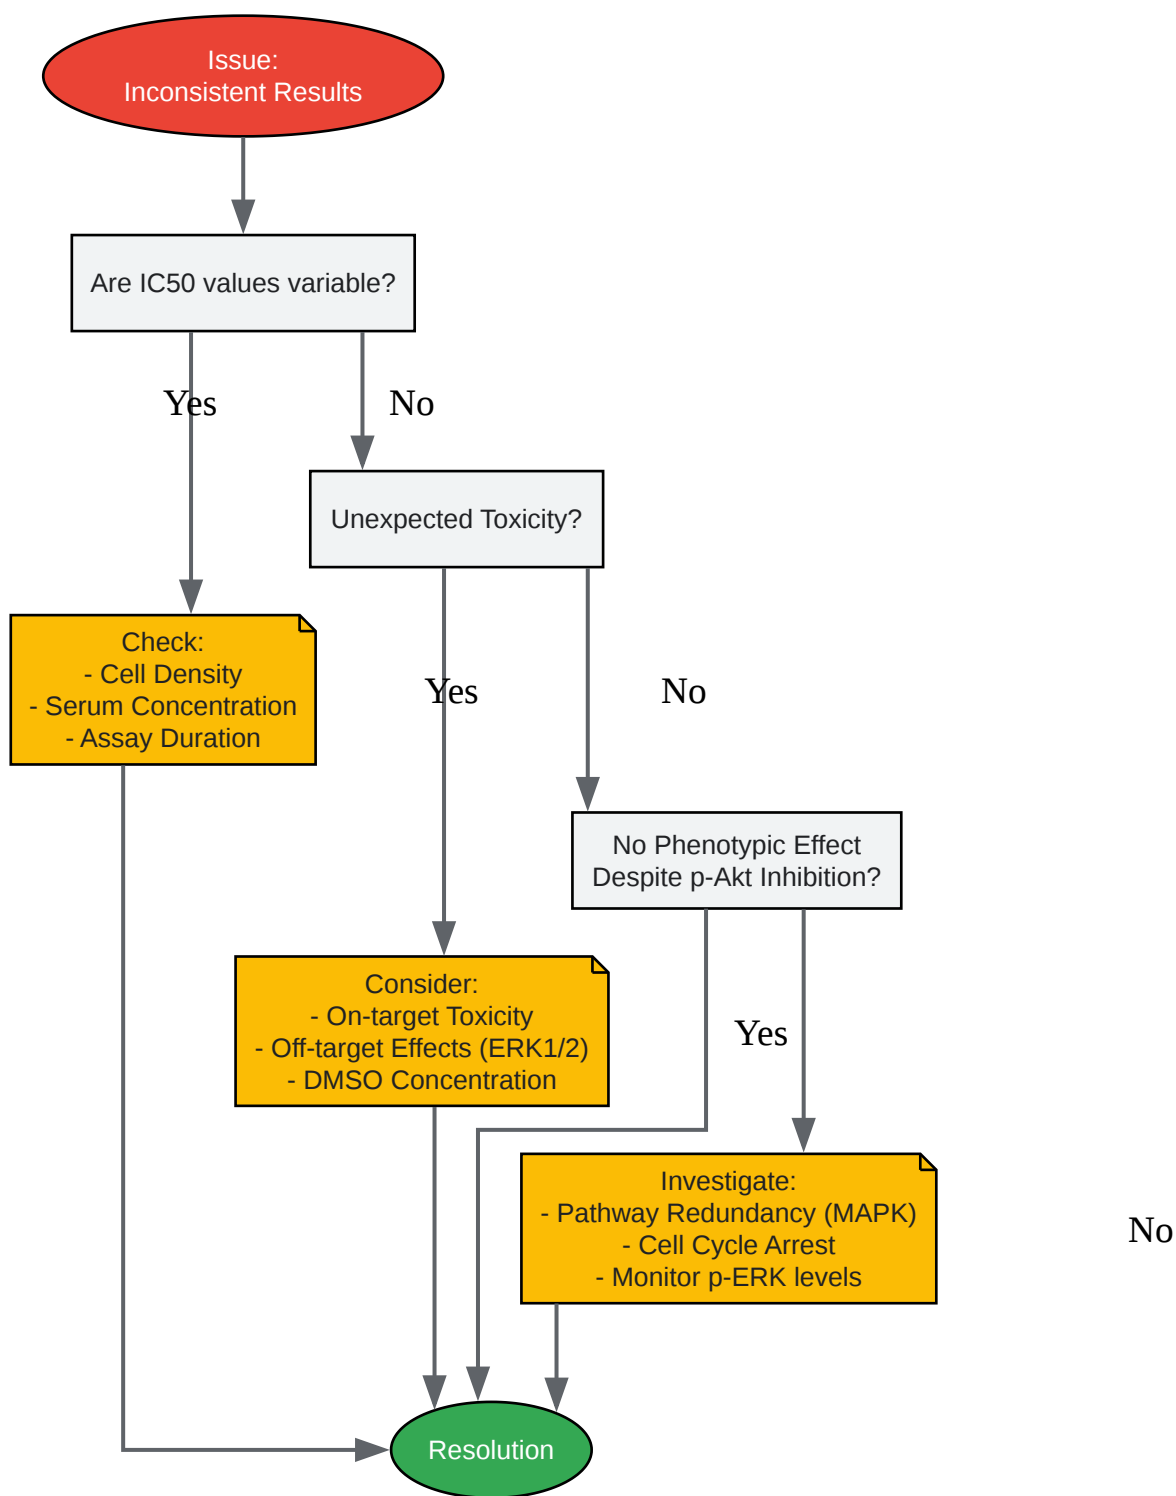 Issue:
Inconsistent Results
Are IC50 values variable?
Yes
No
Unexpected Toxicity?
Check:
- Cell Density
- Serum Concentration
- Assay Duration
Yes
No
No Phenotypic Effect
Despite p-Akt Inhibition?
Consider:
- On-target Toxicity
- Off-target Effects (ERK1/2)
- DMSO Concentration
Yes
Investigate:
- Pathway Redundancy (MAPK)
- Cell Cycle Arrest
- Monitor p-ERK levels
No
Resolution